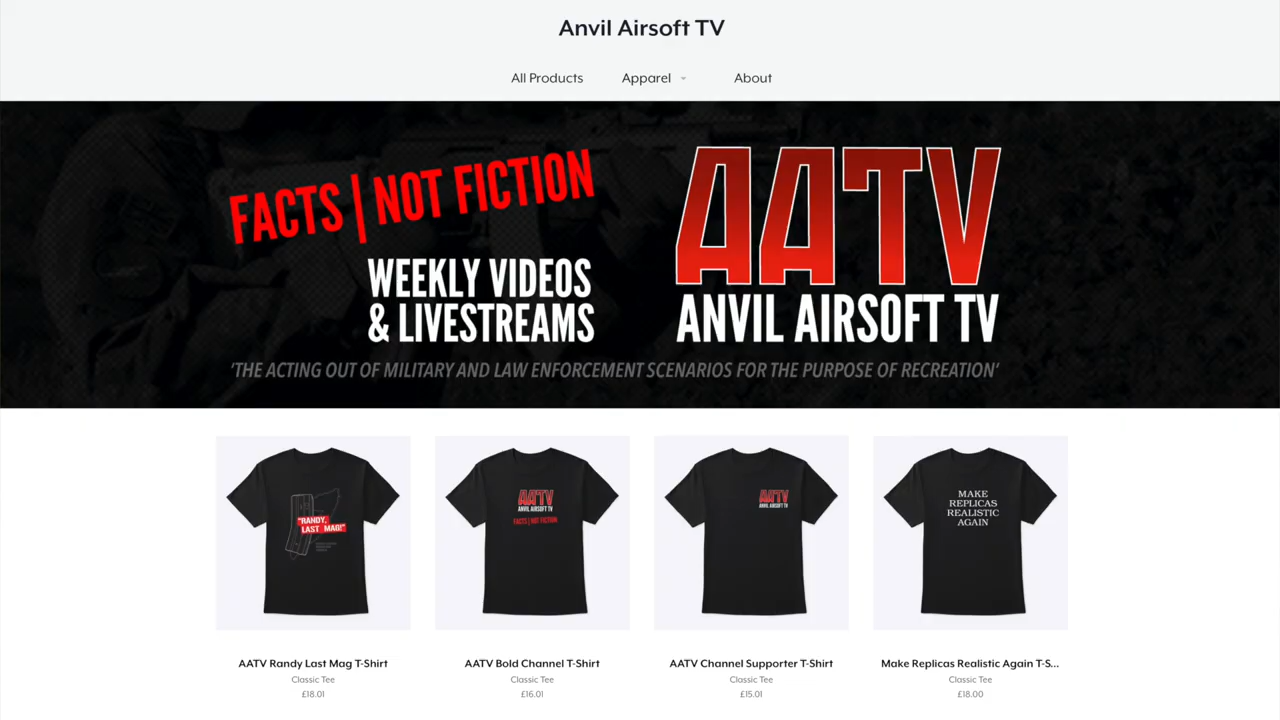 Anvil Airsoft TV
All Products
Apparel
About
FACTS | NOT FICTION
WEEKLY VIDEOS
& LIVESTREAMS
AATV
ANVIL AIRSOFT TV
'THE ACTING OUT OF MILITARY AND LAW ENFORCEMENT SCENARIOS FOR THE PURPOSE OF RECREATION'
"RANDY,
LAST MAG!"
AATV
ANVIL AIRSOFT TV
FACTS | NOT FICTION
AATV
ANVIL AIRSOFT TV
MAKE
REPLICAS
REALISTIC
AGAIN
AATV Randy Last Mag T-Shirt
Classic Tee
£18.01
AATV Bold Channel T-Shirt
Classic Tee
£16.01
AATV Channel Supporter T-Shirt
Classic Tee
£15.01
Make Replicas Realistic Again T-S...
Classic Tee
£18.00